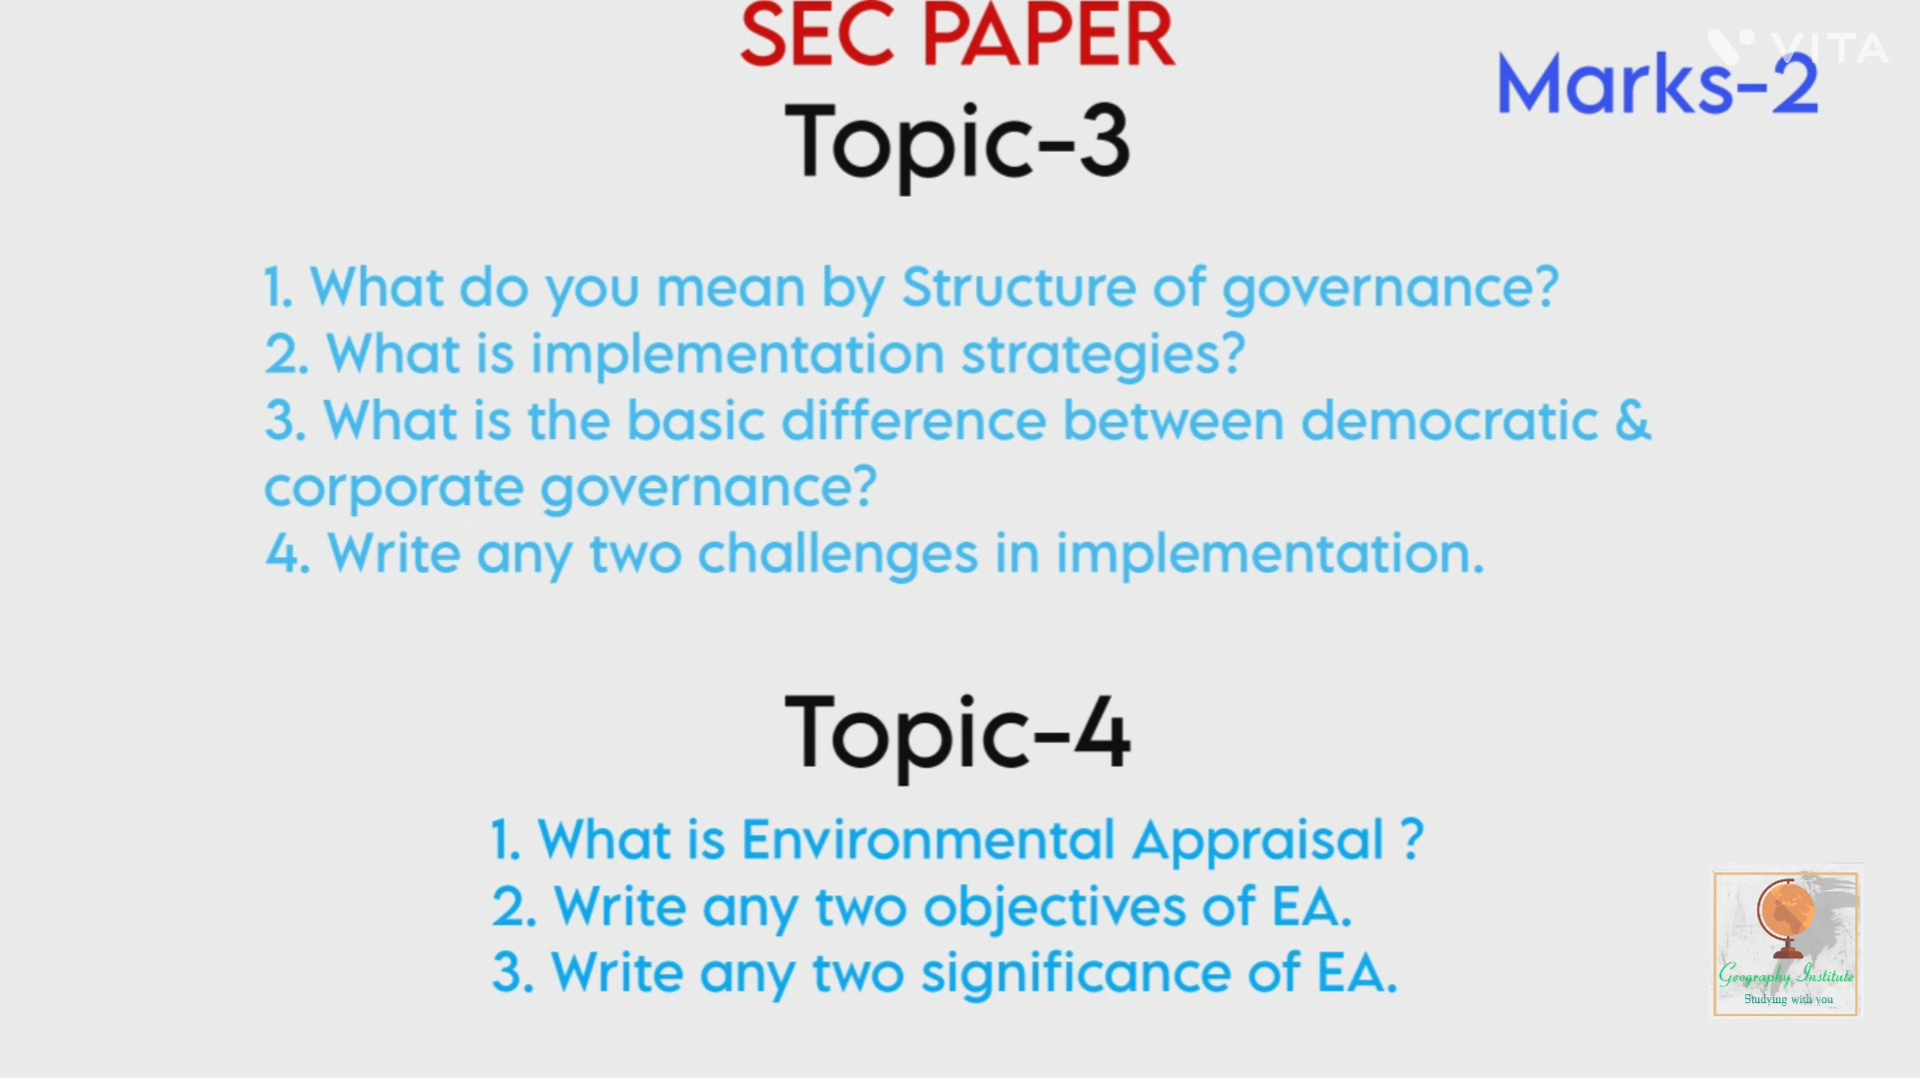 SEC PAPER
VITA
Marks-2
Topic-3
1. What do you mean by Structure of governance?
2. What is implementation strategies?
3. What is the basic difference between democratic &
corporate governance?
4. Write any two challenges in implementation.
Topic-4
1. What is Environmental Appraisal ?
2. Write any two objectives of EA.
3. Write any two significance of EA.
Geography Institute
Studying with you